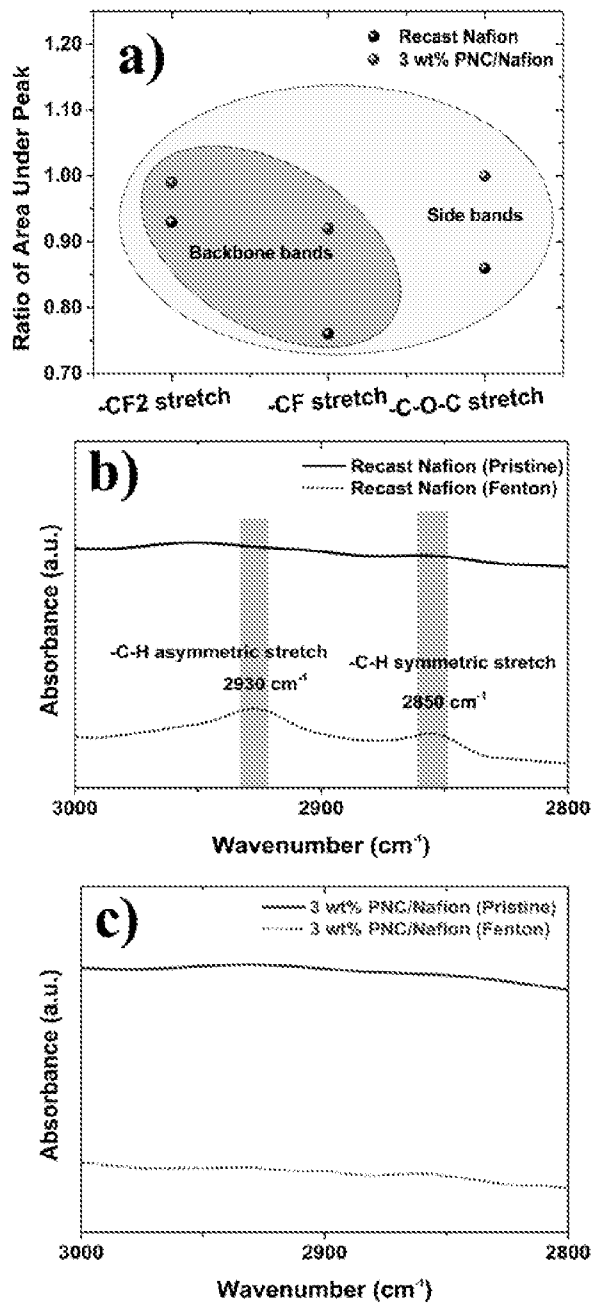 a)
Recast Nafion
3 wt% PNC/Nafion
1.20
1.10
1.00
0.90
0.80
0.70
Ratio of Area Under Peak
Side bands
Backbone bands
-CF2 stretch
-CF stretch
-C-O-C stretch
b)
Recast Nafion (Pristine)
Recast Nafion (Fenton)
Absorbance (a.u.)
-C-H asymmetric stretch
2930 cm⁻¹
-C-H symmetric stretch
2850 cm⁻¹
3000
2900
2800
Wavenumber (cm⁻¹)
c)
3 wt% PNC/Nafion (Pristine)
3 wt% PNC/Nafion (Fenton)
Absorbance (a.u.)
3000
2900
2800
Wavenumber (cm⁻¹)